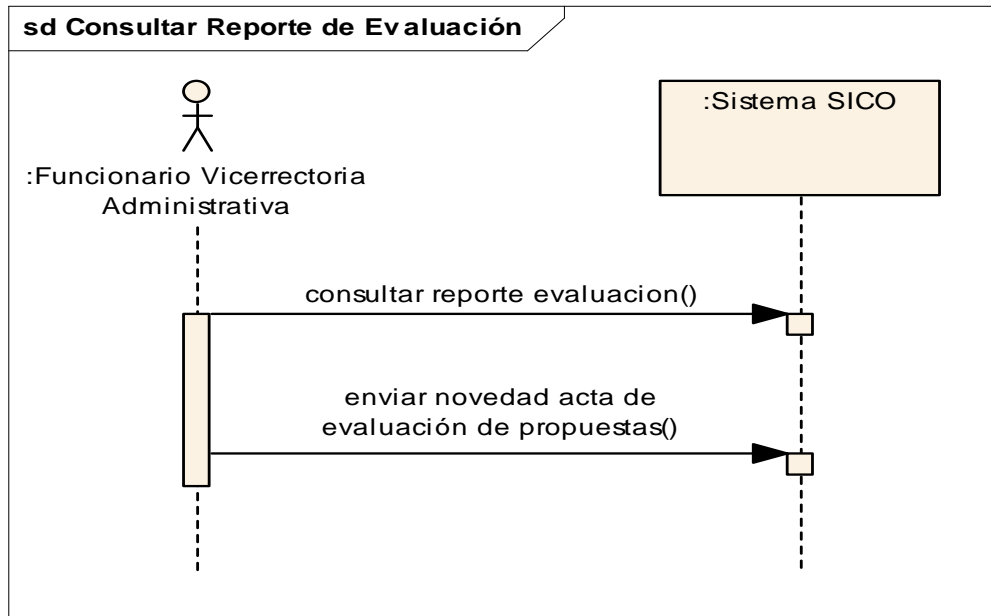 sd Consultar Reporte de Evaluación
:Funcionario Vicerrectoria
Administrativa
:Sistema SICO
consultar reporte evaluacion()
enviar novedad acta de
evaluación de propuestas()